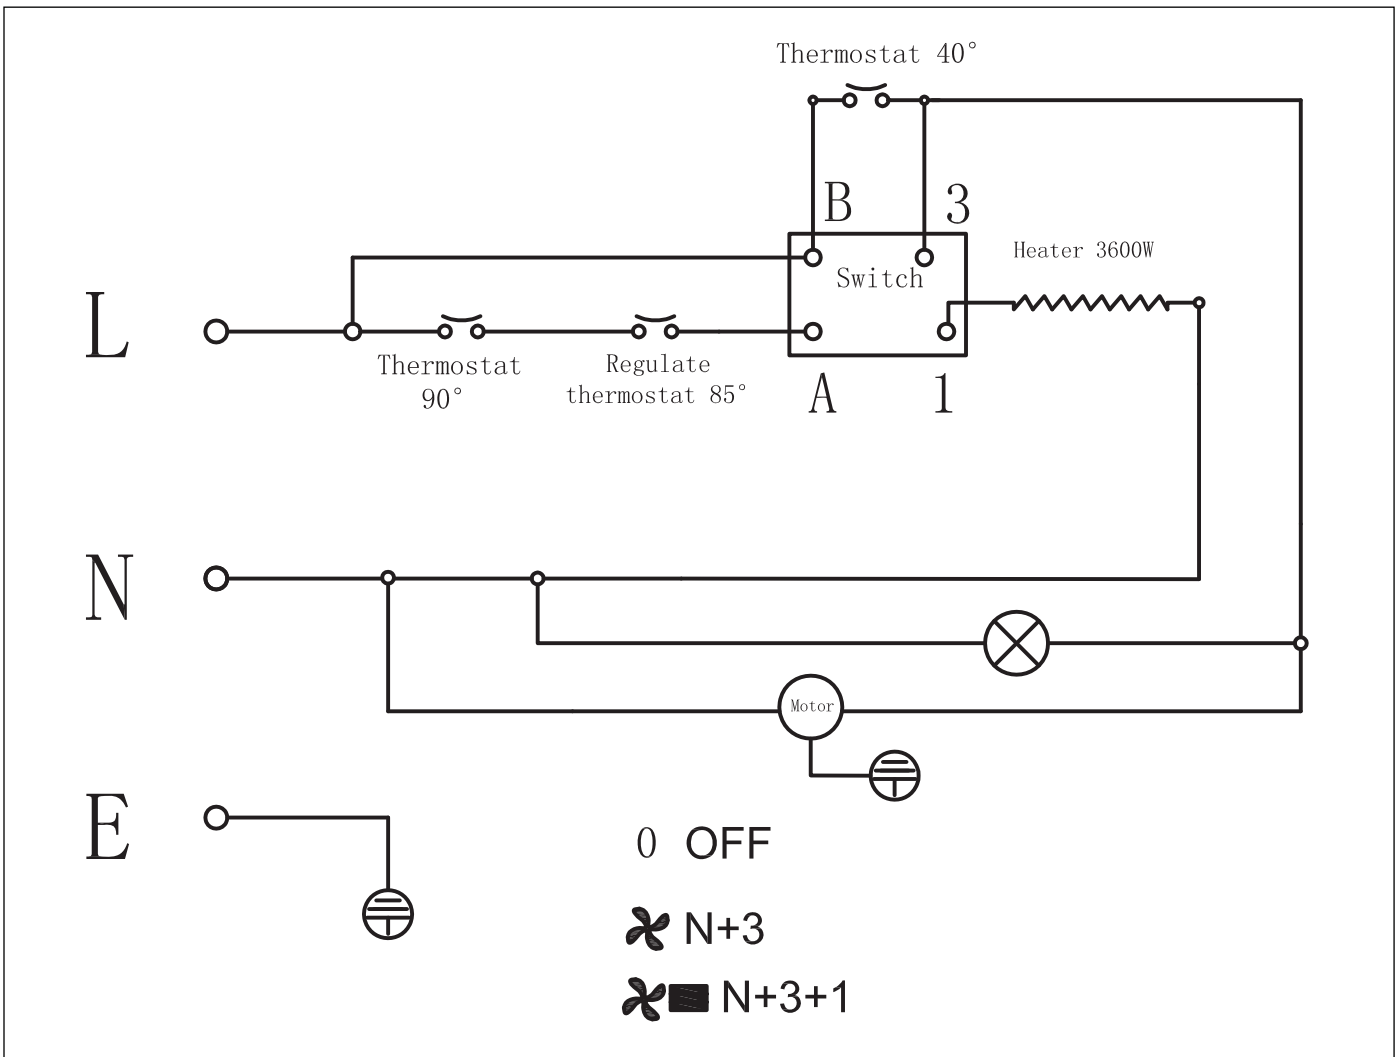 Thermostat 40°
B 3
Heater 3600W
Switch
L
Thermostat
90°
Regulate
thermostat 85°
A 1
N
Motor
E
0 OFF
N+3
N+3+1